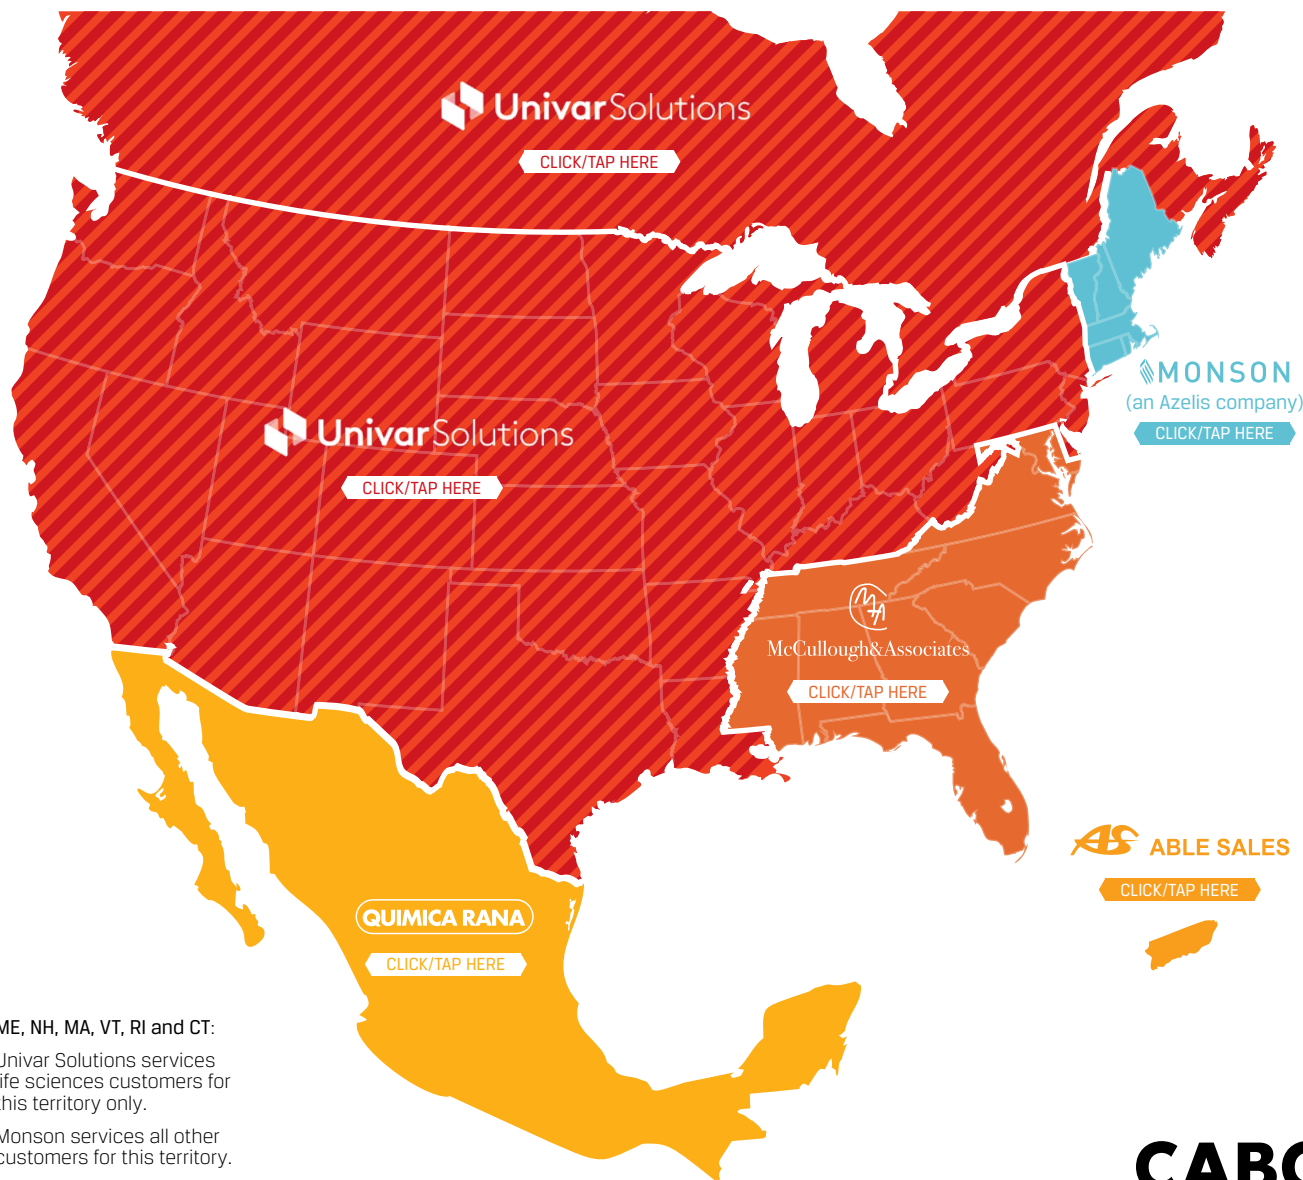 UnivarSolutions
CLICK/TAP HERE
UnivarSolutions
CLICK/TAP HERE
MONSON
(an Azelis company)
CLICK/TAP HERE
McCullough&Associates
CLICK/TAP HERE
ABLE SALES
CLICK/TAP HERE
QUIMICA RANA
CLICK/TAP HERE
ME, NH, MA, VT, RI and CT:
Univar Solutions services
life sciences customers for
this territory only.
Monson services all other
customers for this territory.